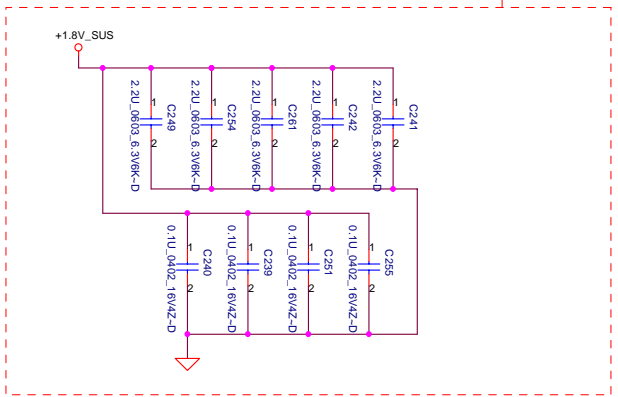 +1.8V_SUS
2.2U_0603_6.3V6K~D
1
2
C249
2.2U_0603_6.3V6K~D
1
2
C254
2.2U_0603_6.3V6K~D
1
2
C261
2.2U_0603_6.3V6K~D
1
2
C242
2.2U_0603_6.3V6K~D
1
2
C241
0.1U_0402_16V4Z~D
1
2
C240
0.1U_0402_16V4Z~D
1
2
C239
0.1U_0402_16V4Z~D
1
2
C251
0.1U_0402_16V4Z~D
1
2
C255